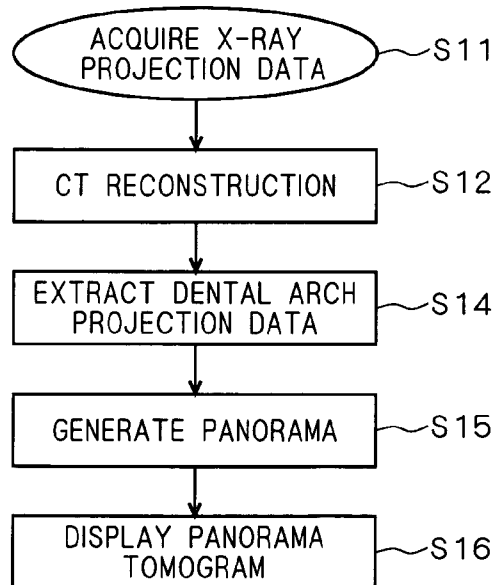 ACQUIRE X-RAY
PROJECTION DATA
S11
CT RECONSTRUCTION
S12
EXTRACT DENTAL ARCH
PROJECTION DATA
S14
GENERATE PANORAMA
S15
DISPLAY PANORAMA
TOMOGRAM
S16